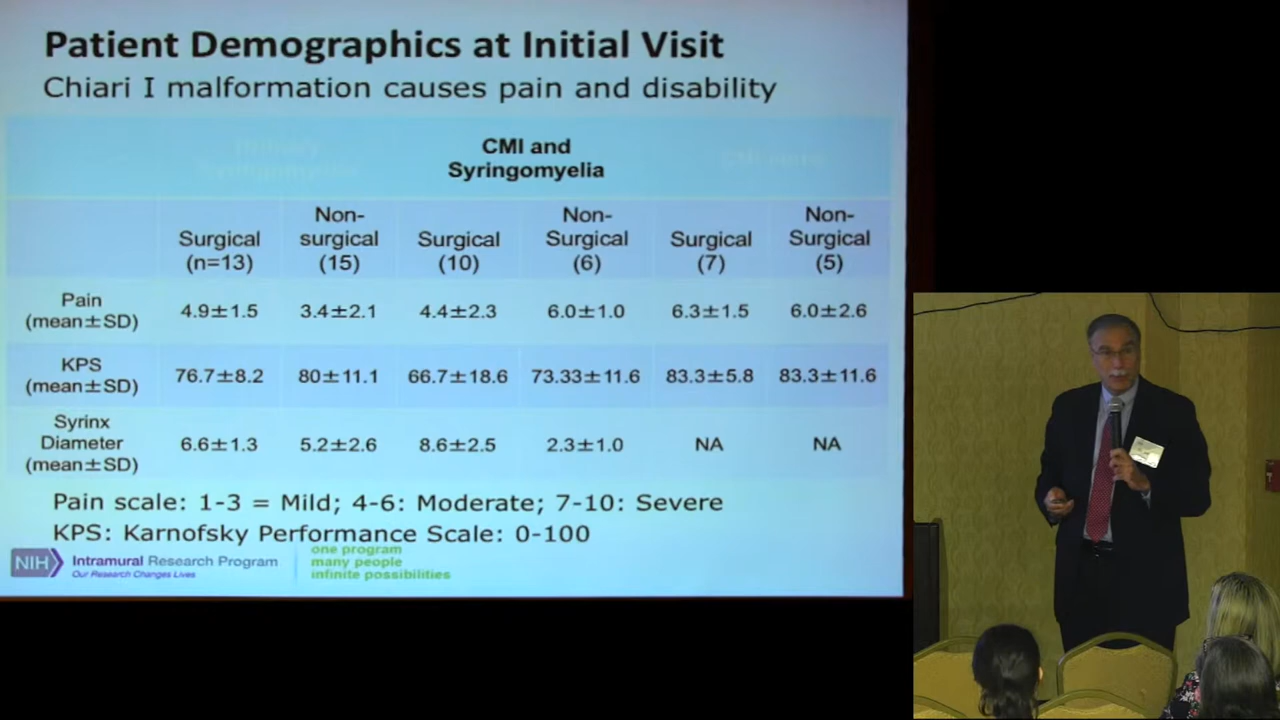 Patient Demographics at Initial Visit
Chiari I malformation causes pain and disability
CMI and
Syringomyelia
Surgical
(n=13)
Non-
surgical
(15)
Surgical
(10)
Non-
Surgical
(6)
Surgical
(7)
Non-
Surgical
(5)
Pain
(mean±SD)
4.9±1.5
3.4±2.1
4.4±2.3
6.0±1.0
6.3±1.5
6.0±2.6
KPS
(mean±SD)
76.7±8.2
80±11.1
66.7±18.6
73.33±11.6
83.3±5.8
83.3±11.6
Syrinx
Diameter
(mean±SD)
6.6±1.3
5.2±2.6
8.6±2.5
2.3±1.0
NA
NA
Pain scale: 1-3 = Mild; 4-6: Moderate; 7-10: Severe
KPS: Karnofsky Performance Scale: 0-100
NIH
Intramural Research Program
Our Research Changes Lives
one program
many people
infinite possibilities